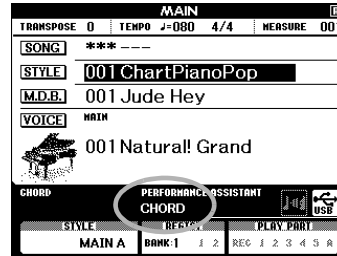 MAIN
TRANSPOSE 0 TEMPO ♩=080 4/4 MEASURE 00
SONG *** ---
STYLE 001 ChartPianoPop
M.D.B. 001 Jude Hey
VOICE MAIN
001 Natural! Grand
CHORD PERFORMANCE ASSISTANT
CHORD
USB
STYLE REGIST PLAY PART
MAIN A BANK:1 1 2 REC 1 2 3 4 5 A